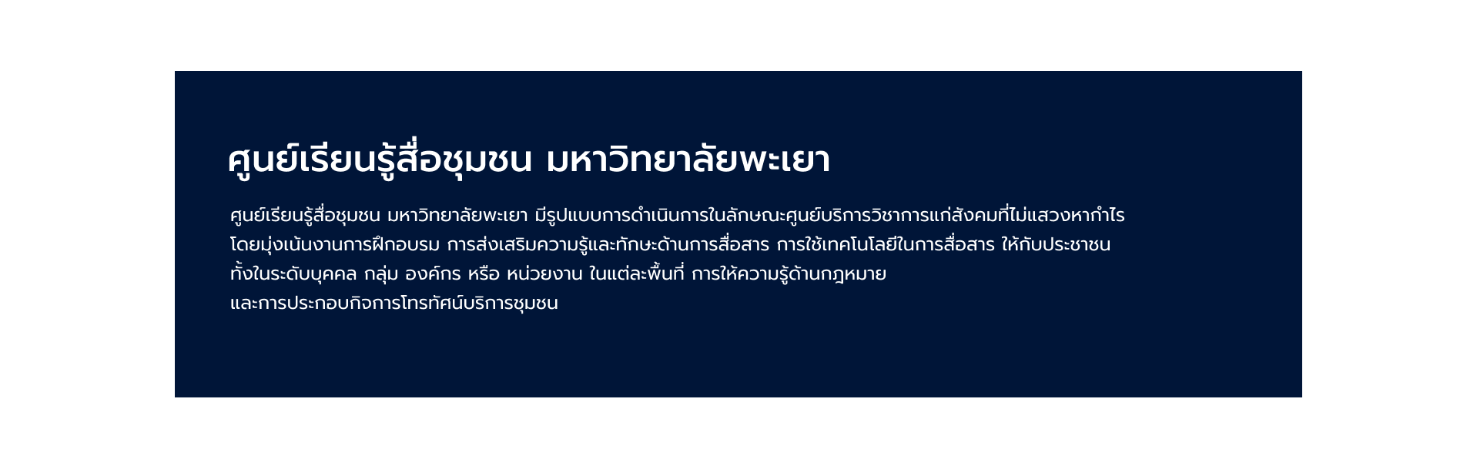 ศูนย์เรียนรู้สื่อชุมชน มหาวิทยาลัยพะเยา
ศูนย์เรียนรู้สื่อชุมชน มหาวิทยาลัยพะเยา มีรูปแบบการดำเนินการในลักษณะศูนย์บริการวิชาการแก่สังคมที่ไม่แสวงหากำไร
โดยมุ่งเน้นงานการฝึกอบรม การส่งเสริมความรู้และทักษะด้านการสื่อสาร การใช้เทคโนโลยีในการสื่อสาร ให้กับประชาชน
ทั้งในระดับบุคคล กลุ่ม องค์กร หรือ หน่วยงาน ในแต่ละพื้นที่ การให้ความรู้ด้านกฎหมาย
และการประกอบกิจการโทรทัศน์บริการชุมชน